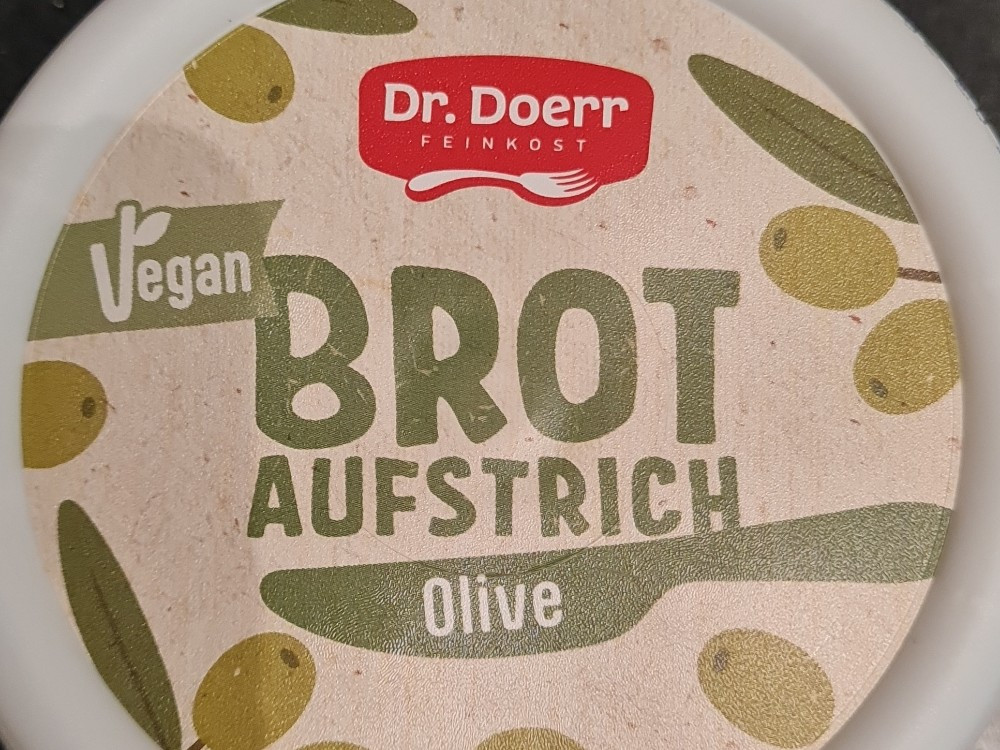 Dr. Doerr
FEINKOST
Vegan
BROT
AUFSTRICH
Olive